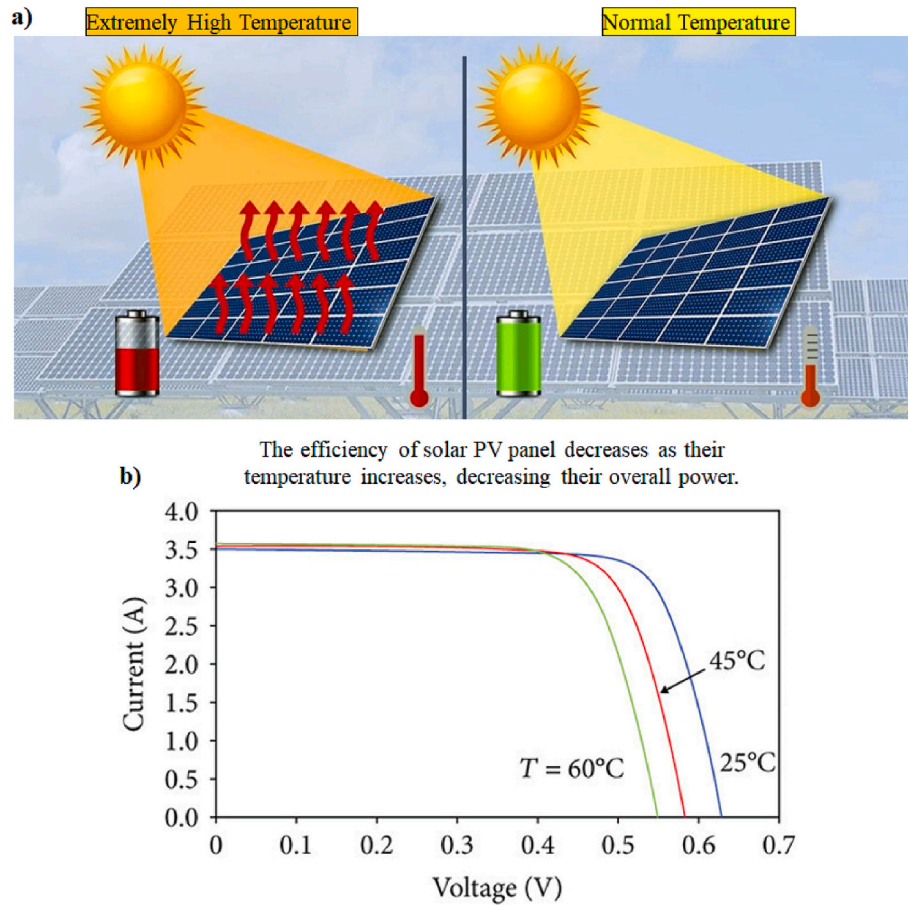 a)
Extremely High Temperature
Normal Temperature
The efficiency of solar PV panel decreases as their
temperature increases, decreasing their overall power.
b)
4.0
3.5
3.0
2.5
2.0
1.5
1.0
0.5
0.0
Current (A)
45°C
T = 60°C
25°C
0 0.1 0.2 0.3 0.4 0.5 0.6 0.7
Voltage (V)